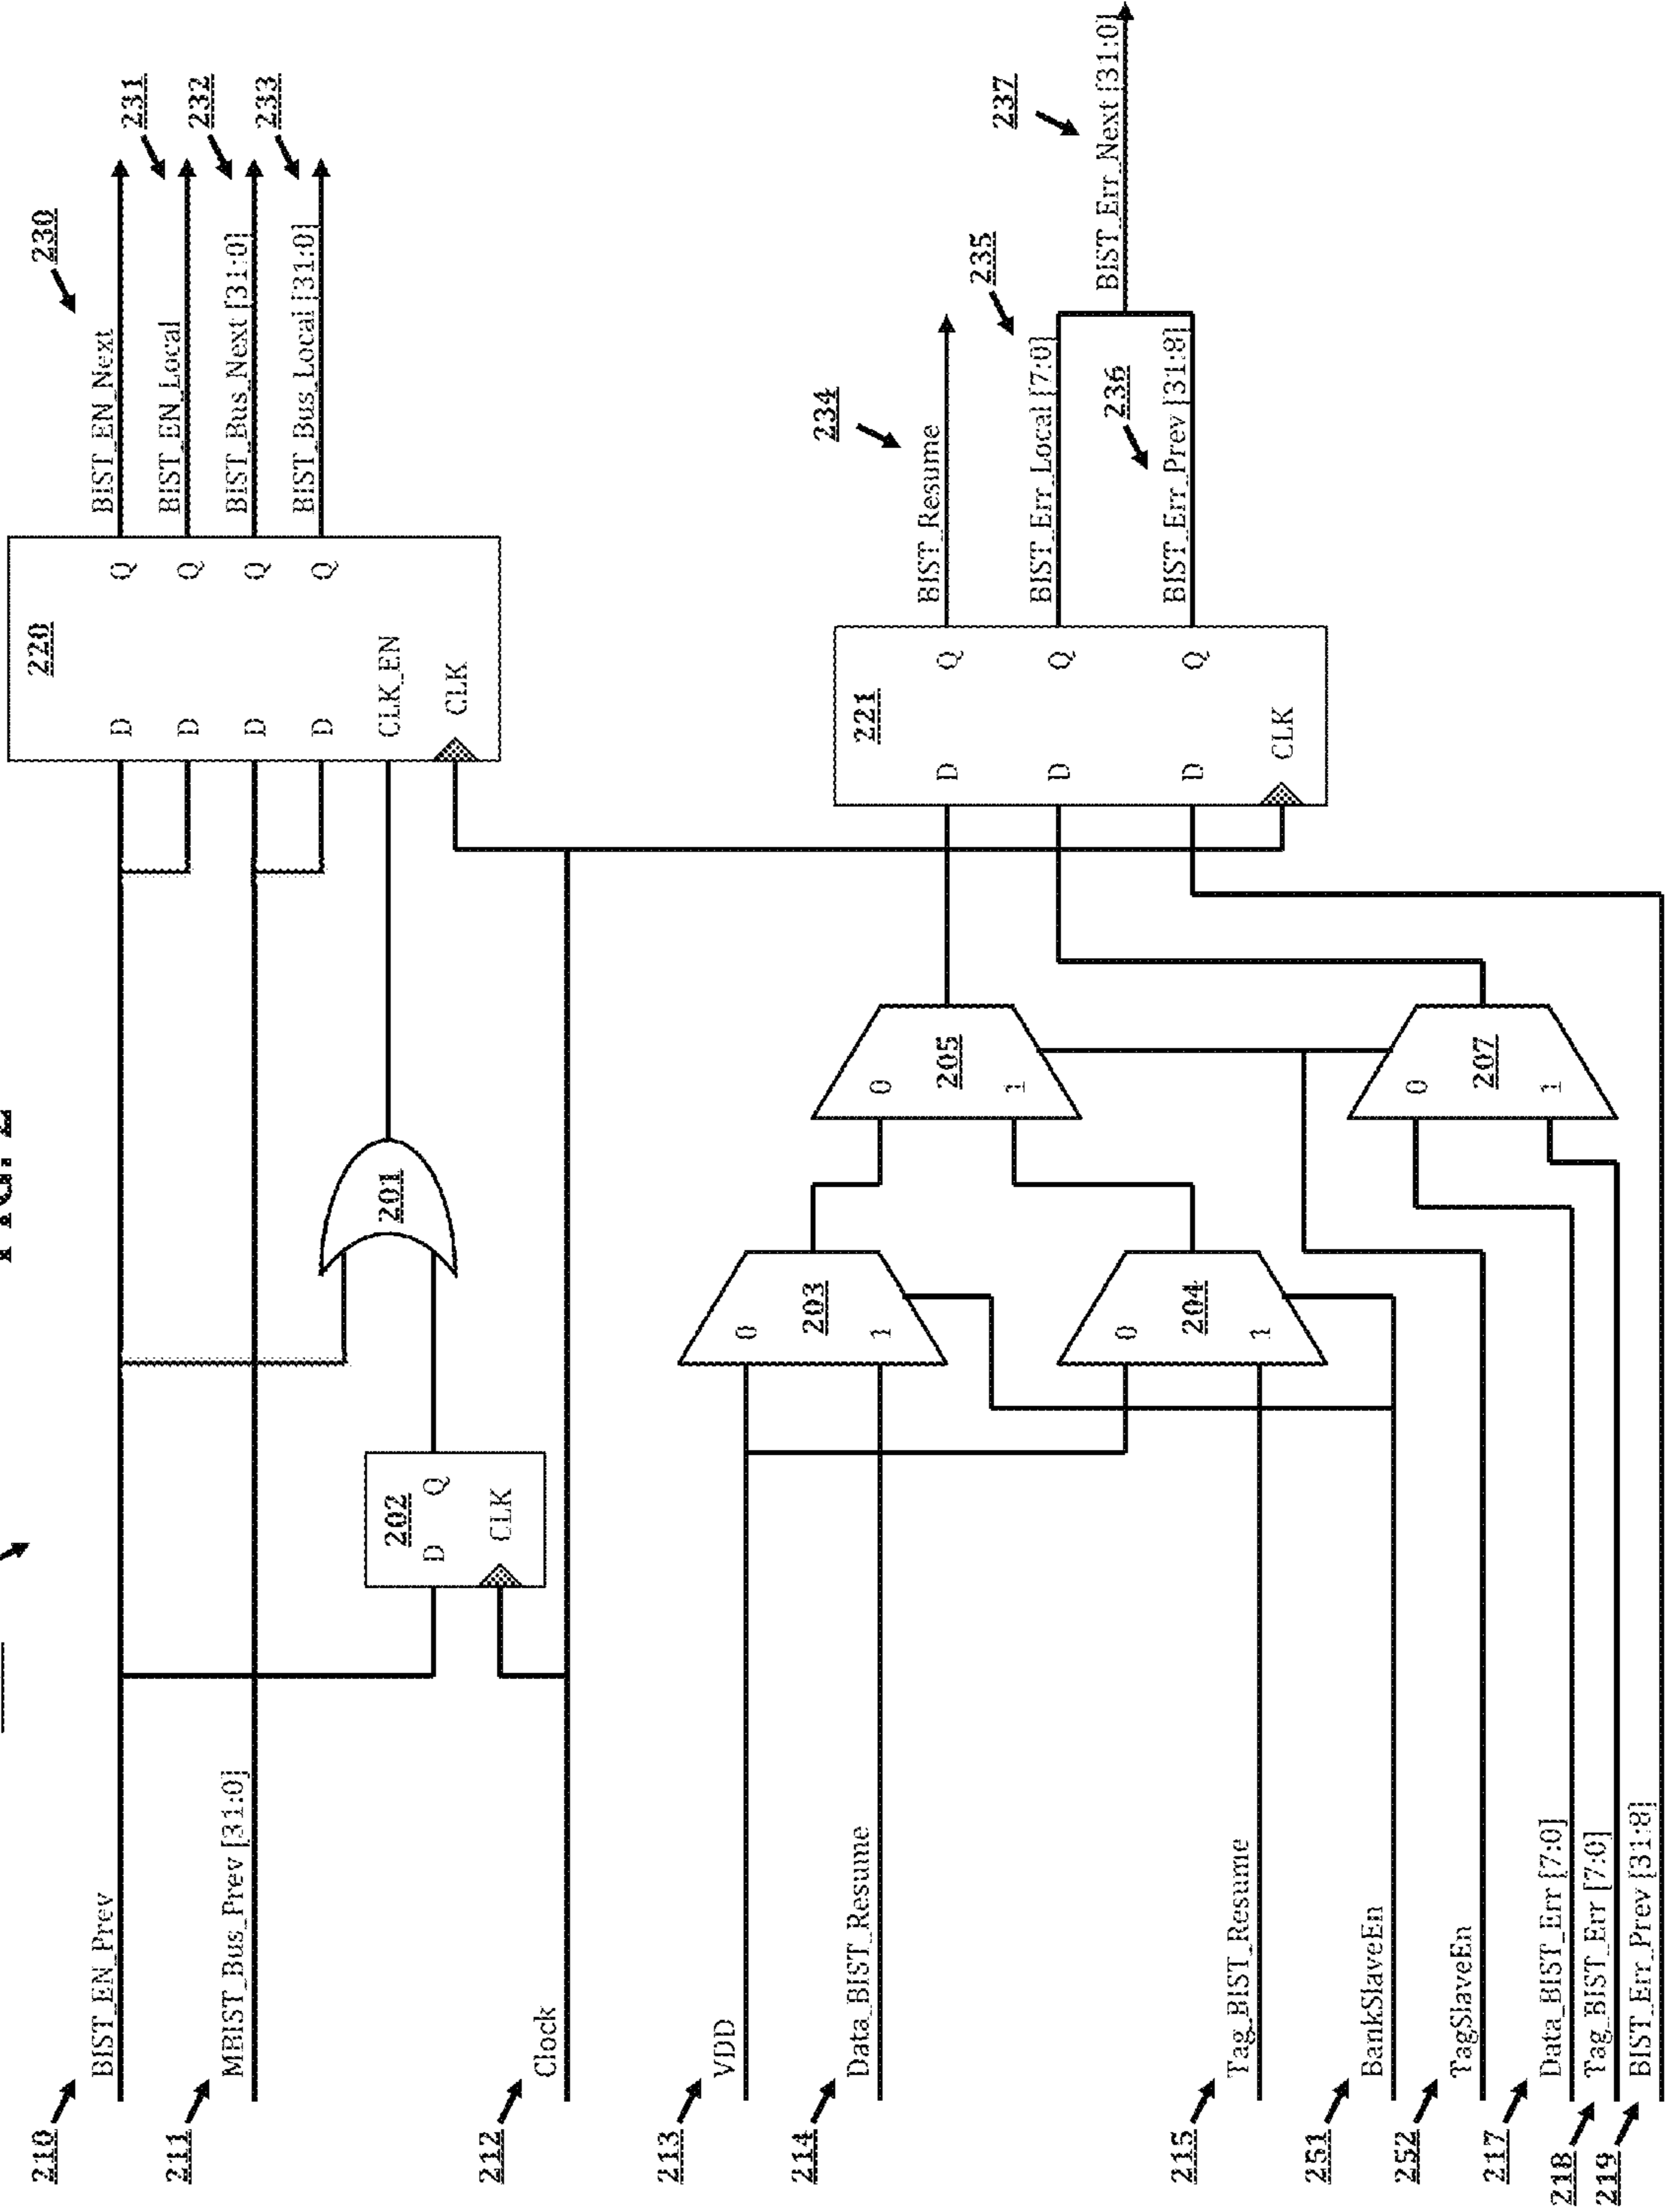 FIG. 2
210
BIST_EN_Prev
211
MBIST_Bus_Prev [31:0]
212
Clock
213
VDD
214
Data_BIST_Resume
215
Tag_BIST_Resume
251
BankSlaveEn
252
TagSlaveEn
217
Data_BIST_Err [7:0]
218
Tag_BIST_Err [7:0]
219
BIST_Err_Prev [31:8]
202
D
Q
CLK
201
203
0
1
204
0
1
205
0
1
207
0
1
220
D
Q
D
Q
D
Q
D
Q
CLK_EN
CLK
221
D
Q
D
Q
D
Q
CLK
230
BIST_EN_Next
231
BIST_EN_Local
232
BIST_Bus_Next [31:0]
233
BIST_Bus_Local [31:0]
234
BIST_Resume
235
BIST_Err_Local [7:0]
236
BIST_Err_Prev [31:8]
237
BIST_Err_Next [31:0]